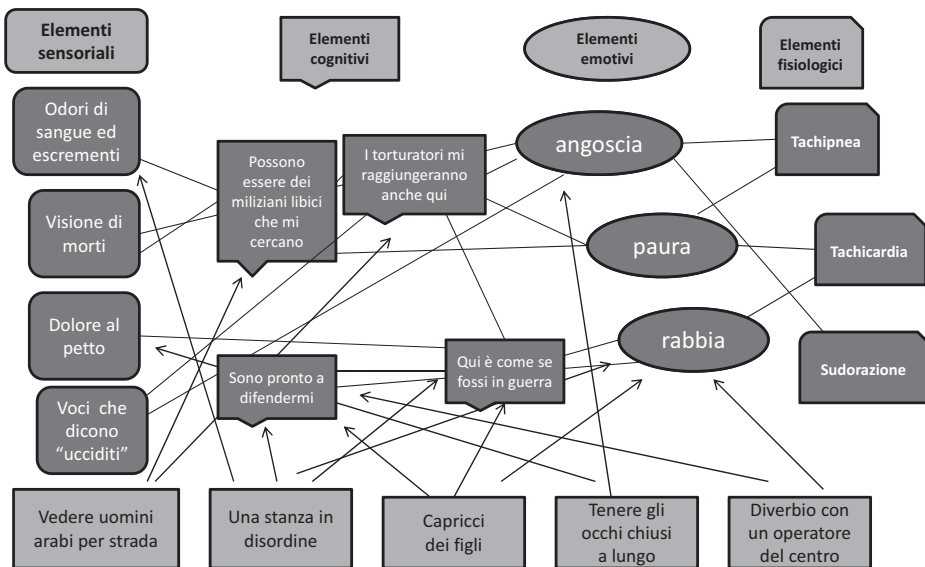 Elementi
sensoriali
Elementi
cognitivi
Elementi
emotivi
Elementi
fisiologici
Odori di
sangue ed
escrementi
Possono
essere dei
miliziani libici
che mi
cercano
I torturatori mi
raggiungeranno
anche qui
angoscia
Tachipnea
Visione di
morti
paura
Tachicardia
Dolore al
petto
rabbia
Sono pronto a
difendermi
Qui è come se
fossi in guerra
Sudorazione
Voci che
dicono
“ucciditi”
Vedere uomini
arabi per strada
Una stanza in
disordine
Capricci
dei figli
Tenere gli
occhi chiusi
a lungo
Diverbio con
un operatore
del centro